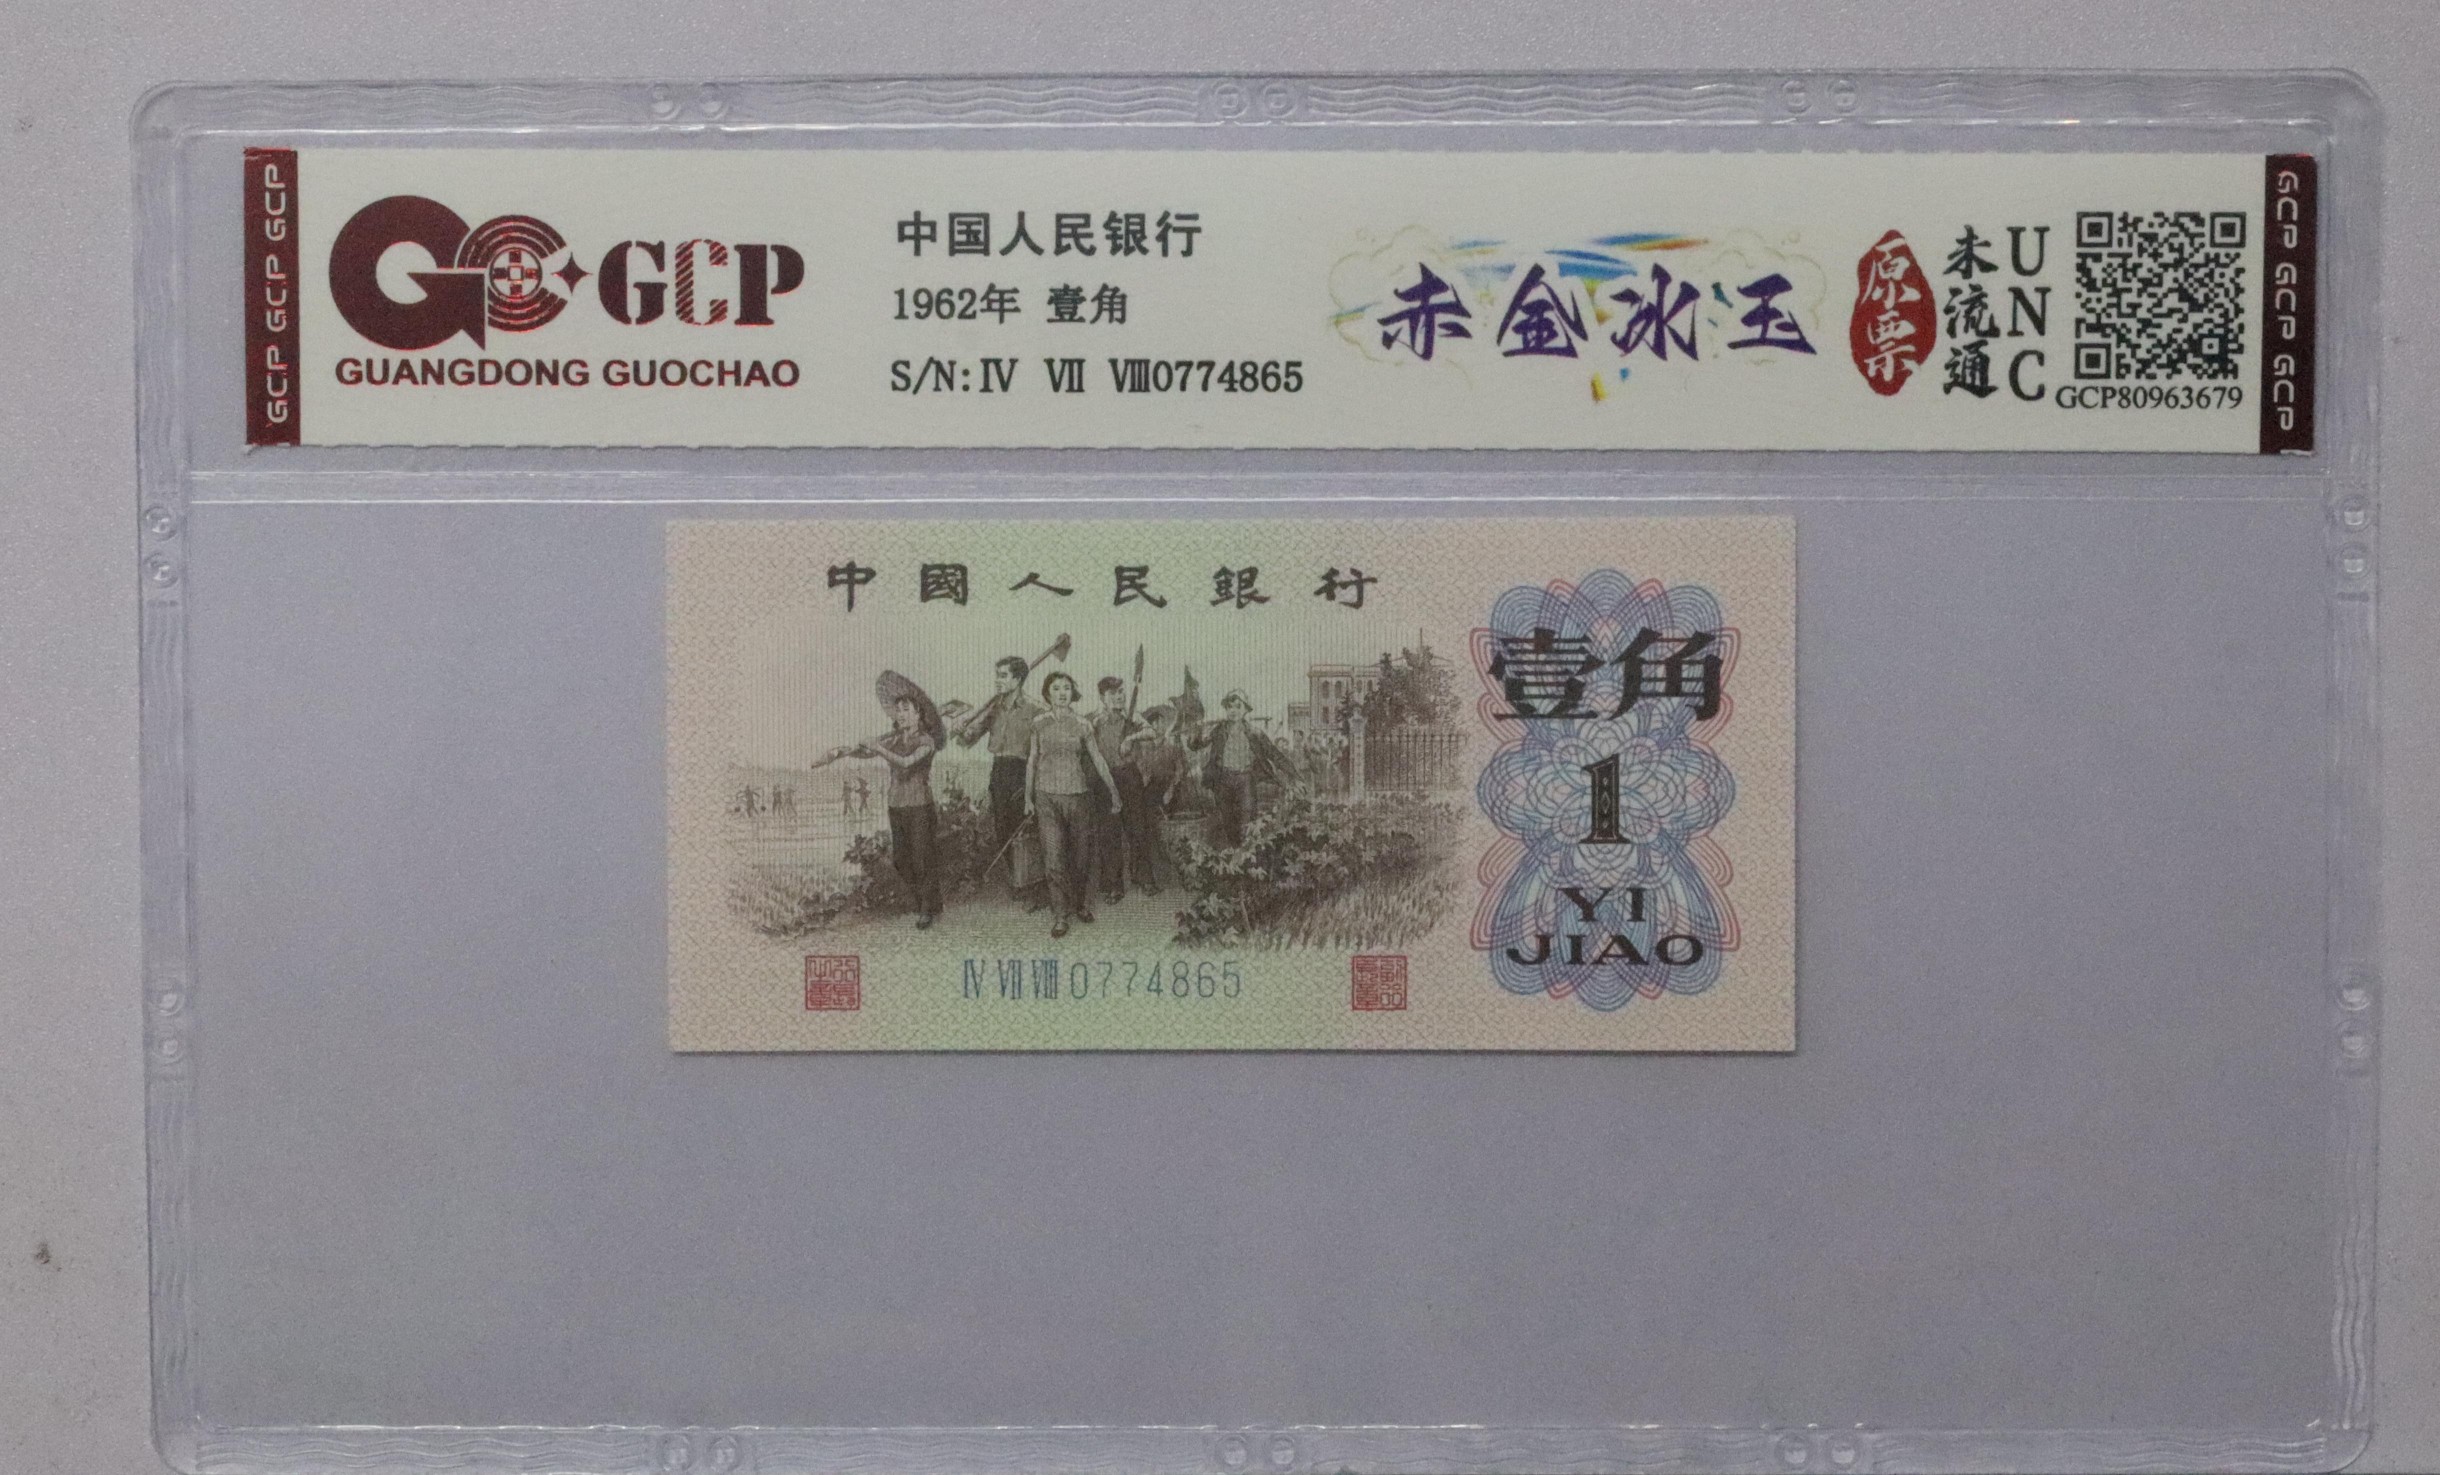 GCP GCP GCP
GCP
GUANGDONG GUOCHAO
中国人民银行
1962年 壹角
S/N:Ⅳ Ⅶ Ⅷ0774865
赤金冰玉
原票
未流通
UNC
GCP80963679
GCP GCP GCP
中國人民銀行
壹角
1
YI
JIAO
Ⅳ Ⅶ Ⅷ 0774865